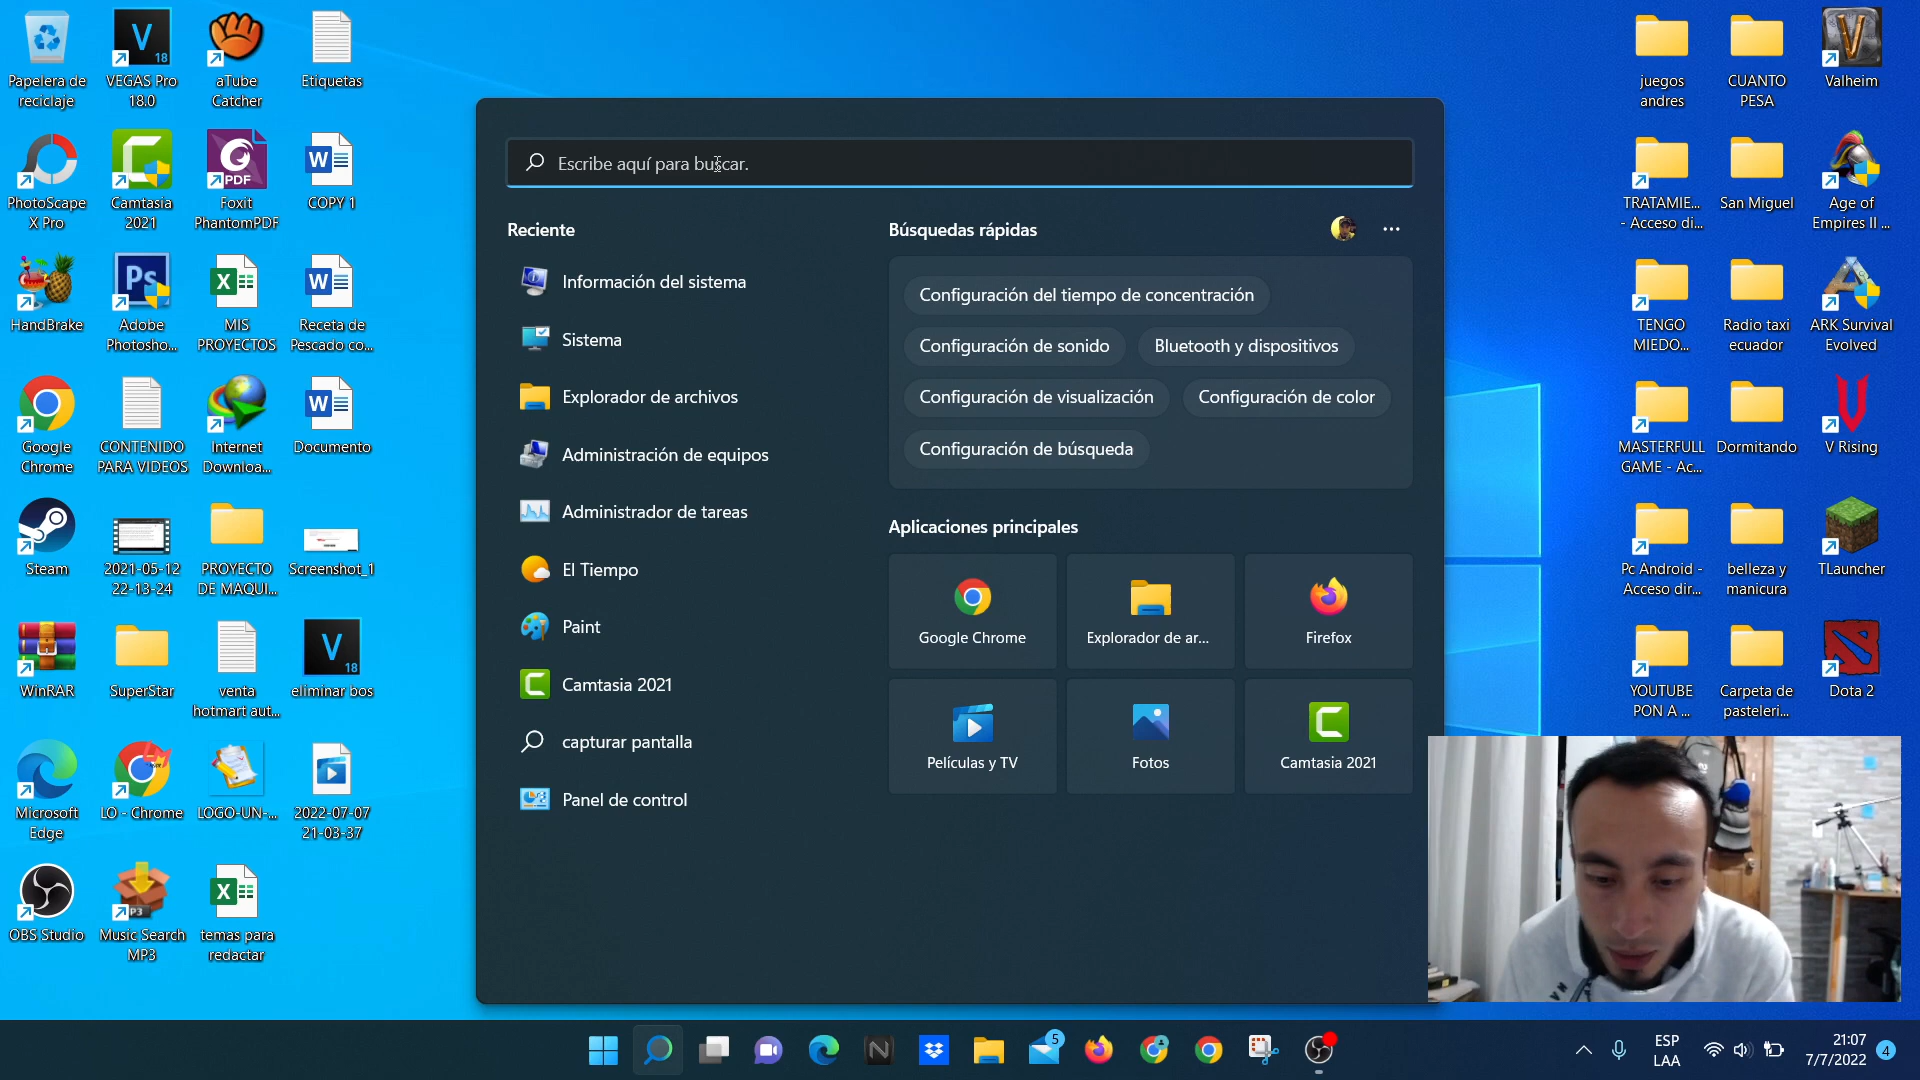 Papelera de
reciclaje
VEGAS Pro
18.0
aTube
Catcher
Etiquetas
PhotoScape
X Pro
Camtasia
2021
Foxit
PhantomPDF
COPY 1
HandBrake
Adobe
Photosho...
MIS
PROYECTOS
Receta de
Pescado co...
Google
Chrome
CONTENIDO
PARA VIDEOS
Internet
Downloa...
Documento
Steam
2021-05-12
22-13-24
PROYECTO
DE MAQUI...
Screenshot_1
WinRAR
SuperStar
venta
hotmart aut...
eliminar bos
Microsoft
Edge
LO - Chrome
LOGO-UN-...
2022-07-07
21-03-37
OBS Studio
Music Search
MP3
temas para
redactar
Escribe aquí para buscar.
Reciente
Información del sistema
Sistema
Explorador de archivos
Administración de equipos
Administrador de tareas
El Tiempo
Paint
Camtasia 2021
capturar pantalla
Panel de control
Búsquedas rápidas
Configuración del tiempo de concentración
Configuración de sonido
Bluetooth y dispositivos
Configuración de visualización
Configuración de color
Configuración de búsqueda
Aplicaciones principales
Google Chrome
Explorador de ar...
Firefox
Películas y TV
Fotos
Camtasia 2021
juegos
andres
CUANTO
PESA
Valheim
TRATAMIE...
- Acceso di...
San Miguel
Age of
Empires II ...
TENGO
MIEDO...
Radio taxi
ecuador
ARK Survival
Evolved
MASTERFULL
GAME - Ac...
Dormitando
V Rising
Pc Android -
Acceso dir...
belleza y
manicura
TLauncher
YOUTUBE
PON A ...
Carpeta de
pasteleri...
Dota 2
5
ESP
LAA
21:07
7/7/2022
4